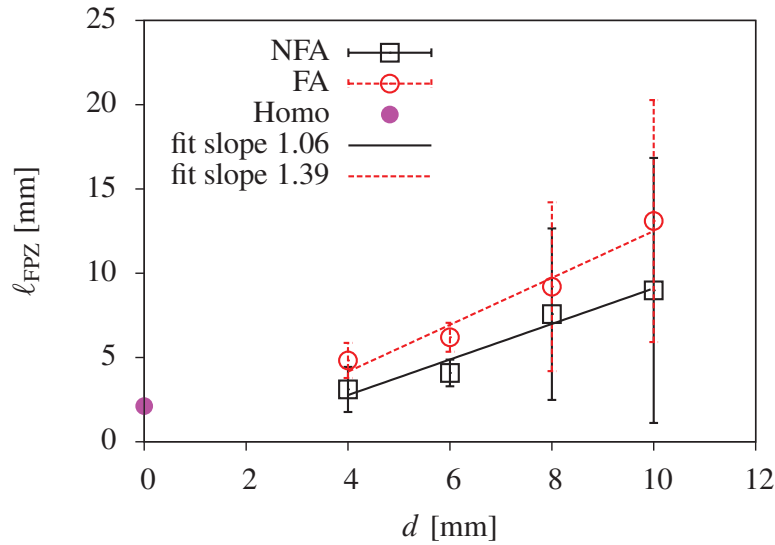 25
20
15
10
5
0
ℓFPZ [mm]
NFA
FA
Homo
fit slope 1.06
fit slope 1.39
0 2 4 6 8 10 12
d [mm]